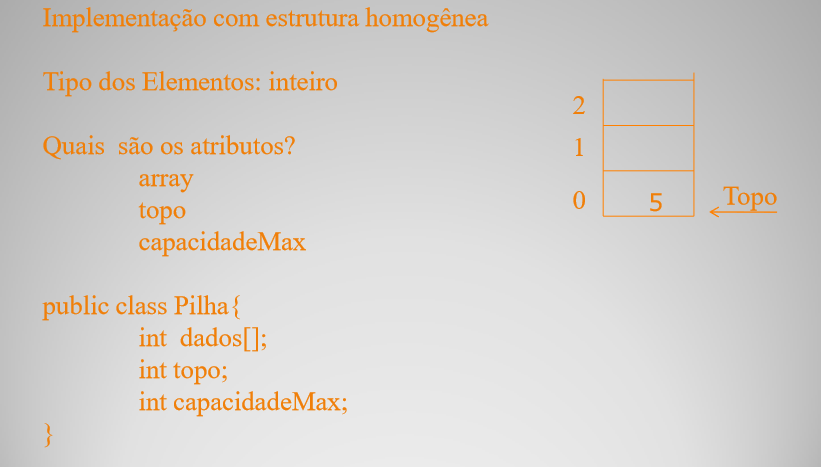 Implementação com estrutura homogênea
Tipo dos Elementos: inteiro
Quais  são os atributos?
array
topo
capacidadeMax
public class Pilha{
int  dados[];
int topo;
int capacidadeMax;
}
2
1
0
5
Topo